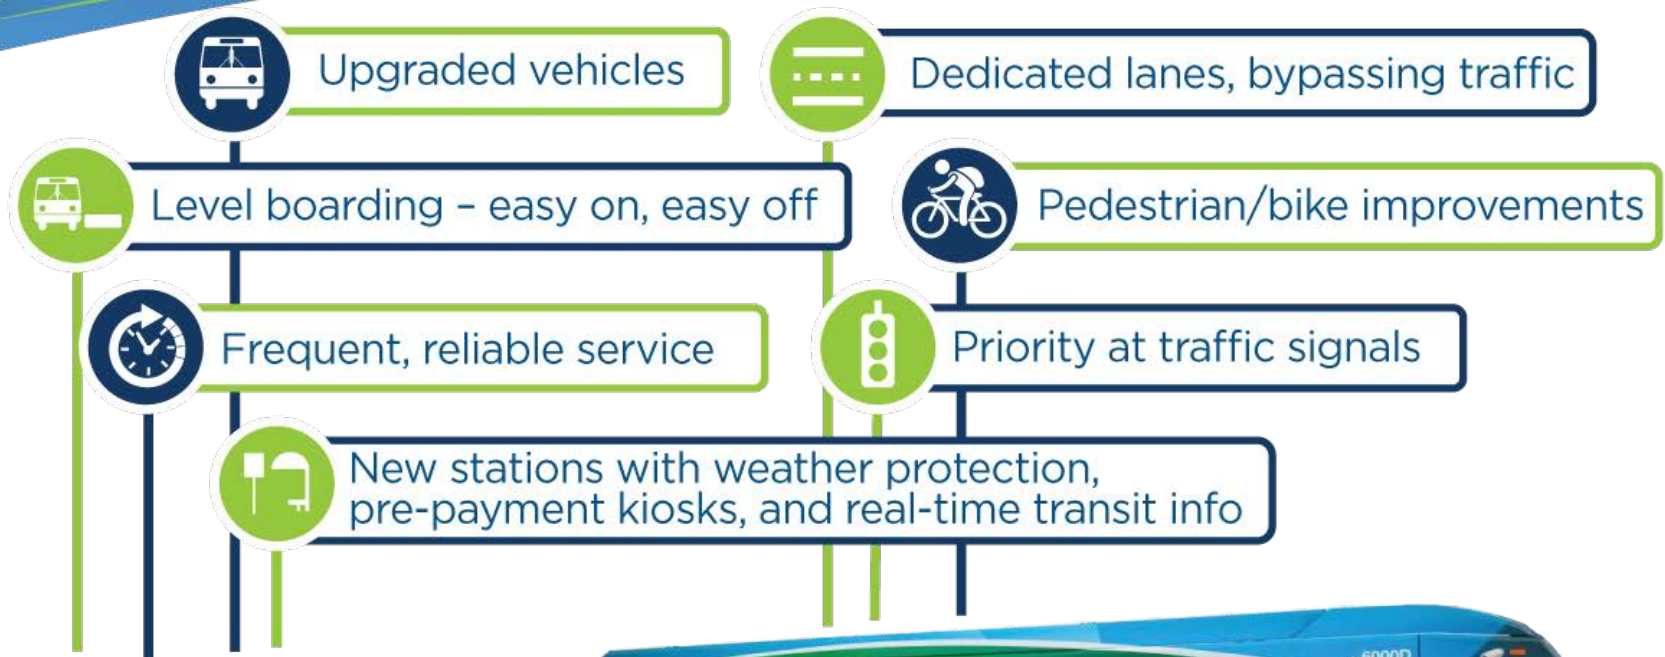 Upgraded vehicles
Dedicated lanes, bypassing traffic
Level boarding – easy on, easy off
Pedestrian/bike improvements
Frequent, reliable service
Priority at traffic signals
New stations with weather protection,
pre-payment kiosks, and real-time transit info
6000D